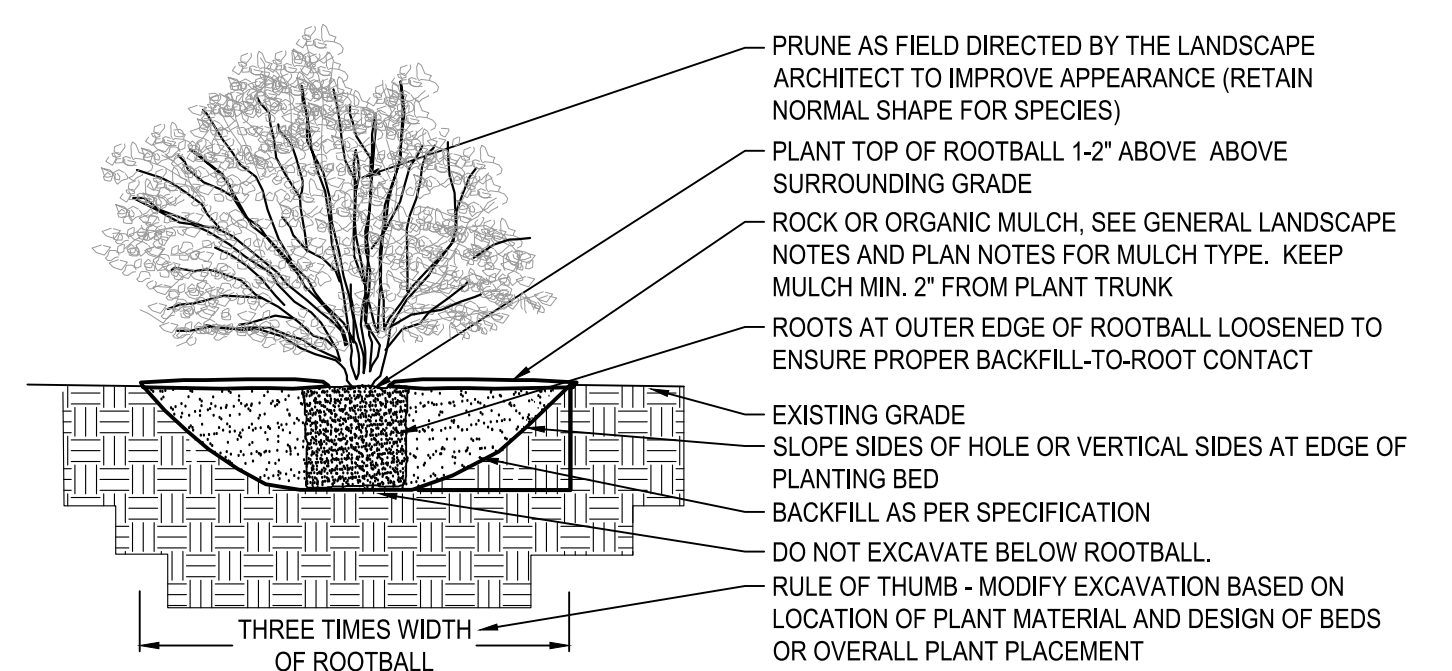 PRUNE AS FIELD DIRECTED BY THE LANDSCAPE
ARCHITECT TO IMPROVE APPEARANCE (RETAIN
NORMAL SHAPE FOR SPECIES)
PLANT TOP OF ROOTBALL 1-2" ABOVE ABOVE
SURROUNDING GRADE
ROCK OR ORGANIC MULCH, SEE GENERAL LANDSCAPE
NOTES AND PLAN NOTES FOR MULCH TYPE. KEEP
MULCH MIN. 2" FROM PLANT TRUNK
ROOTS AT OUTER EDGE OF ROOTBALL LOOSENED TO
ENSURE PROPER BACKFILL-TO-ROOT CONTACT
EXISTING GRADE
SLOPE SIDES OF HOLE OR VERTICAL SIDES AT EDGE OF
PLANTING BED
BACKFILL AS PER SPECIFICATION
DO NOT EXCAVATE BELOW ROOTBALL.
RULE OF THUMB - MODIFY EXCAVATION BASED ON
LOCATION OF PLANT MATERIAL AND DESIGN OF BEDS
OR OVERALL PLANT PLACEMENT
THREE TIMES WIDTH
OF ROOTBALL